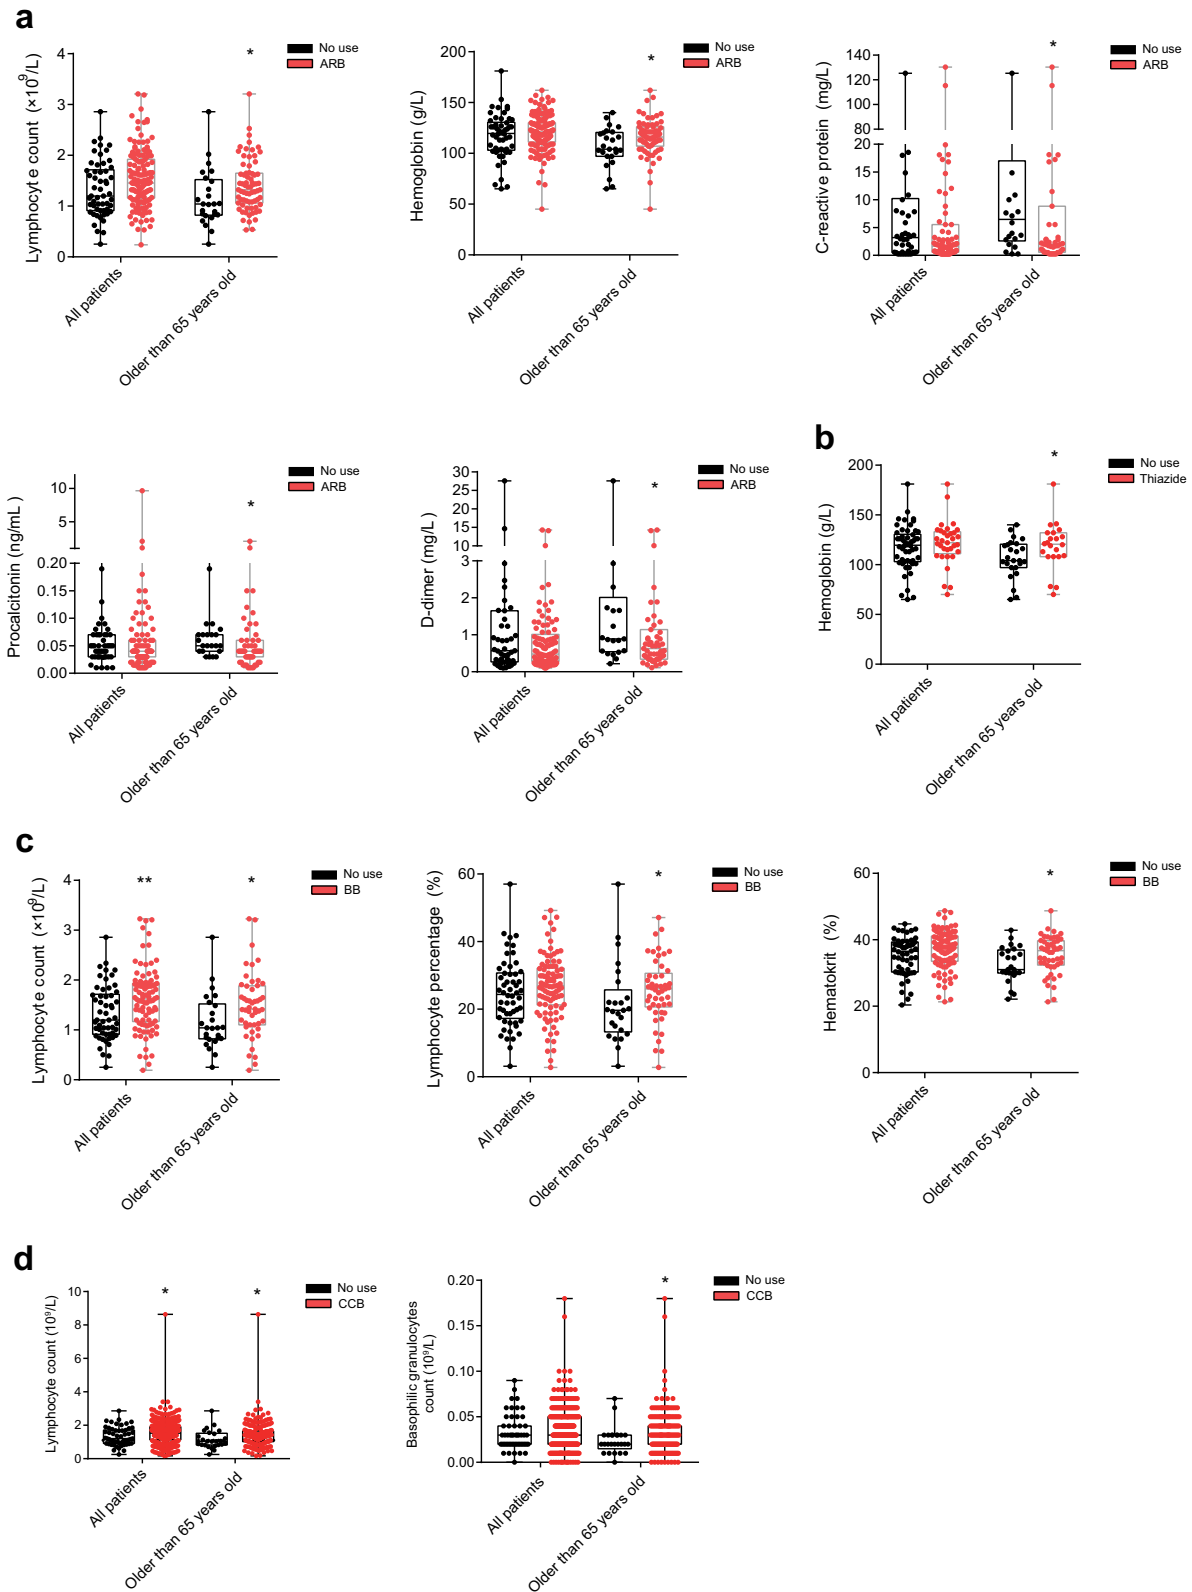 a
No use
ARB
Lymphocyte count (×10⁹/L)
4
3
2
1
0
All patients
Older than 65 years old
*
No use
ARB
Hemoglobin (g/L)
200
150
100
50
0
All patients
Older than 65 years old
*
No use
ARB
C-reactive protein (mg/L)
140
120
100
80
20
15
10
5
0
All patients
Older than 65 years old
*
No use
ARB
Procalcitonin (ng/mL)
10
5
0.20
0.15
0.10
0.05
0.00
All patients
Older than 65 years old
*
No use
ARB
D-dimer (mg/L)
30
25
20
15
10
3
2
1
0
All patients
Older than 65 years old
*
b
No use
Thiazide
Hemoglobin (g/L)
200
150
100
50
0
All patients
Older than 65 years old
*
c
No use
BB
Lymphocyte count (×10⁹/L)
4
3
2
1
0
All patients
Older than 65 years old
**
*
No use
BB
Lymphocyte percentage (%)
60
40
20
0
All patients
Older than 65 years old
*
No use
BB
Hematokrit (%)
60
40
20
0
All patients
Older than 65 years old
*
d
No use
CCB
Lymphocyte count (10⁹/L)
10
8
6
4
2
0
All patients
Older than 65 years old
*
*
No use
CCB
Basophilic granulocytes
count (10⁹/L)
0.20
0.15
0.10
0.05
0.00
All patients
Older than 65 years old
*